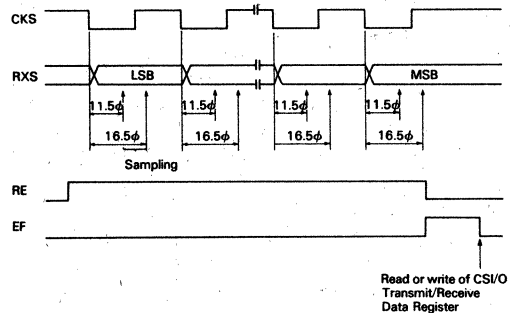 CKS
RXS
LSB
MSB
11.5ϕ
11.5ϕ
11.5ϕ
11.5ϕ
16.5ϕ
16.5ϕ
16.5ϕ
16.5ϕ
Sampling
RE
EF
Read or write of CSI/O
Transmit/Receive
Data Register